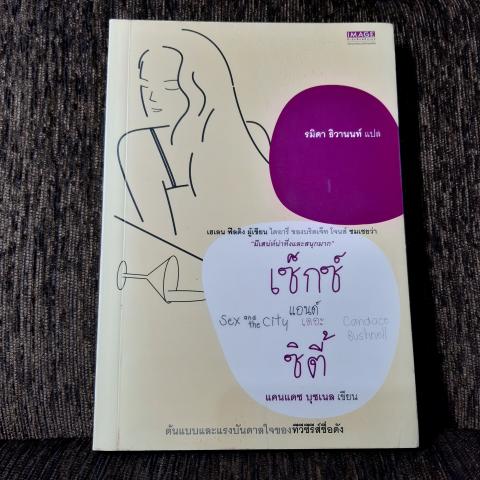 IMAGE
รมิดา ธิวานนท์ แปล
เฮเลน ฟีลดิง ผู้เขียน ไดอารี่ ของบริดเจ็ท โจนส์ ชมเชยว่า
"มีเสน่ห์น่าทึ่งและสนุกมาก"
เซ็กซ์
แอนด์
Sex and the City เดอะ Candace Bushnell
ซิตี้
แคนแดซ บุชเนล เขียน
ต้นแบบและแรงบันดาลใจของทีวีซีรีส์ชื่อดัง